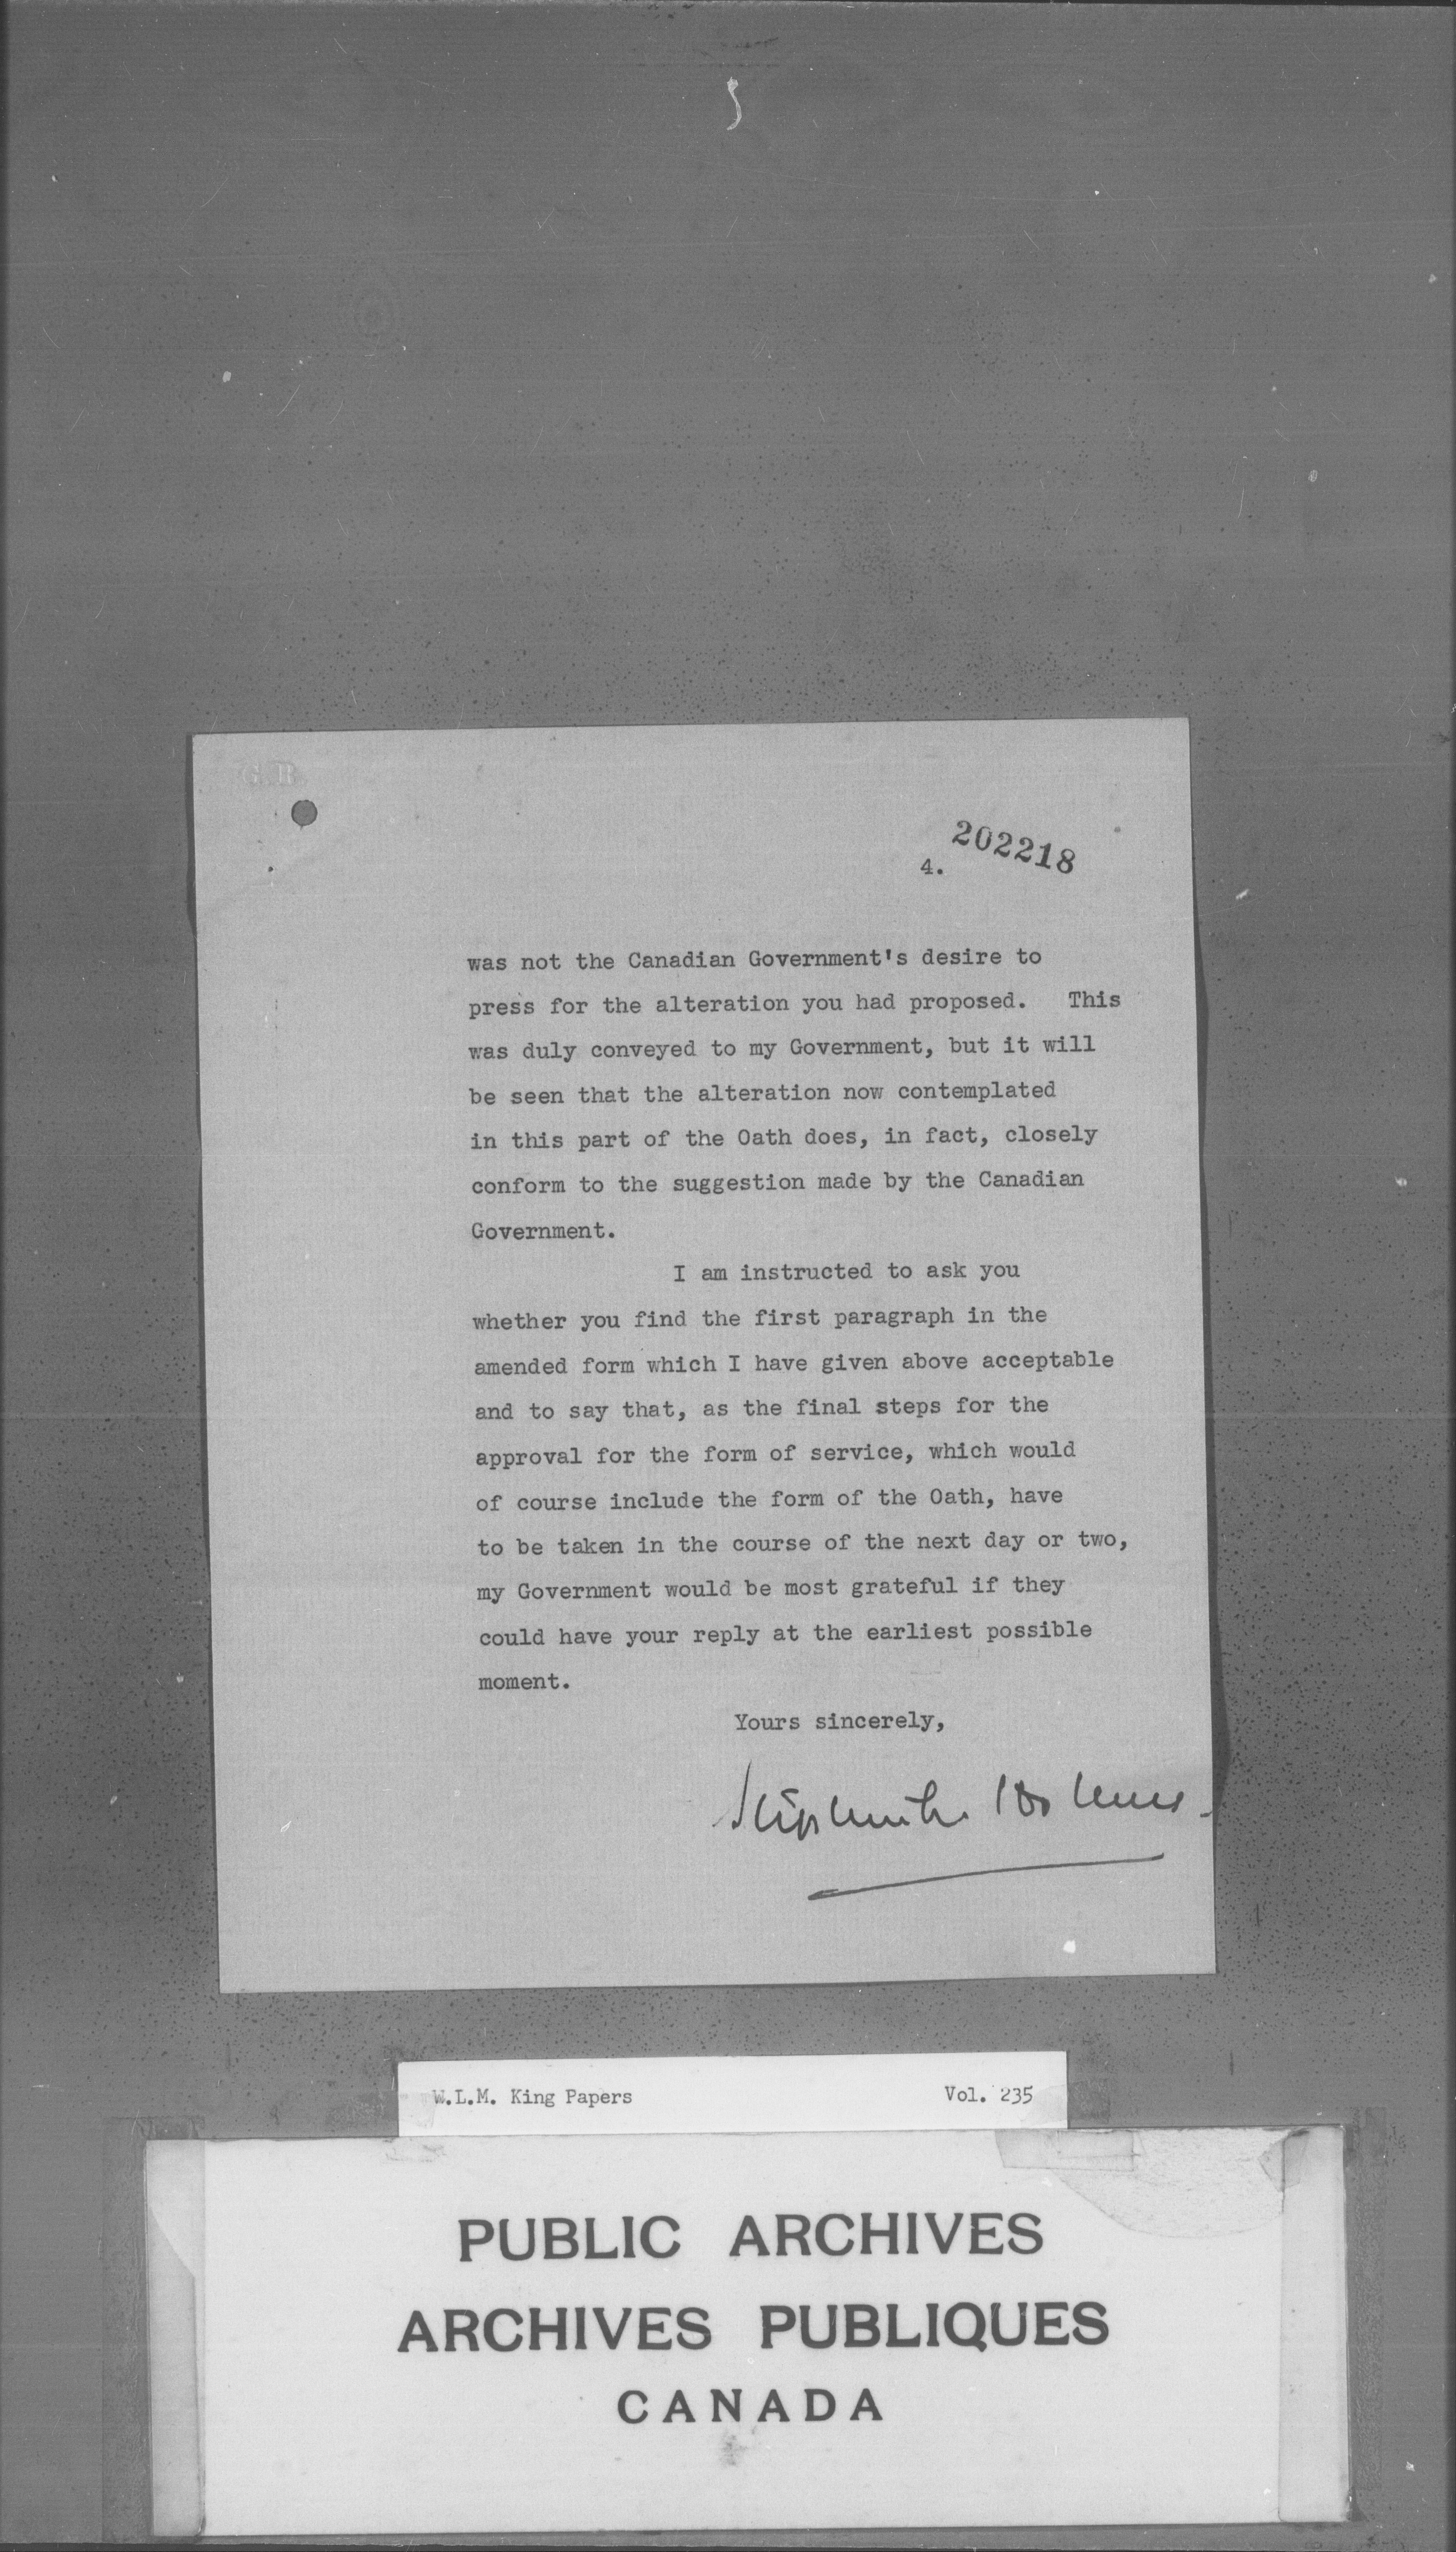 G.R.
202218
4.
was not the Canadian Government's desire to
press for the alteration you had proposed. This
was duly conveyed to my Government, but it will
be seen that the alteration now contemplated
in this part of the Oath does, in fact, closely
conform to the suggestion made by the Canadian
Government.
I am instructed to ask you
whether you find the first paragraph in the
amended form which I have given above acceptable
and to say that, as the final steps for the
approval for the form of service, which would
of course include the form of the Oath, have
to be taken in the course of the next day or two,
my Government would be most grateful if they
could have your reply at the earliest possible
moment.
Yours sincerely,
Holmes.
W.L.M. King Papers Vol. 235
PUBLIC ARCHIVES
ARCHIVES PUBLIQUES
CANADA